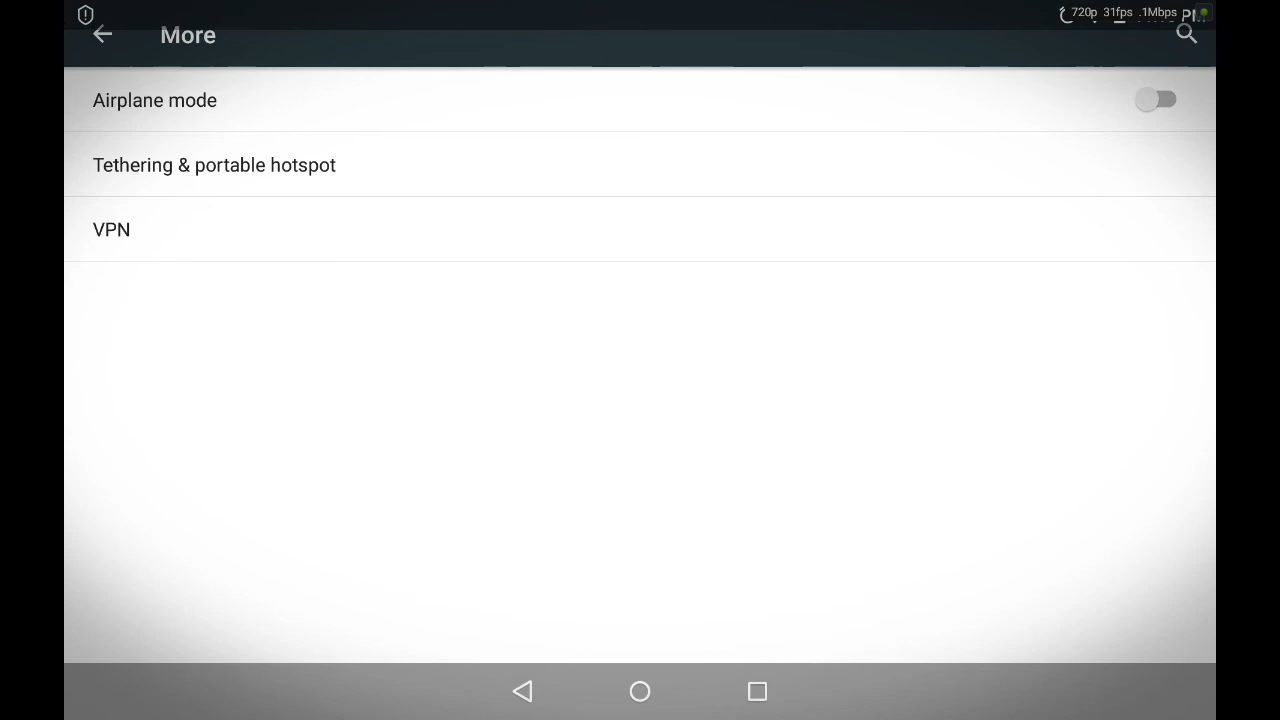 720p 31fps .1Mbps
More
Airplane mode
Tethering & portable hotspot
VPN